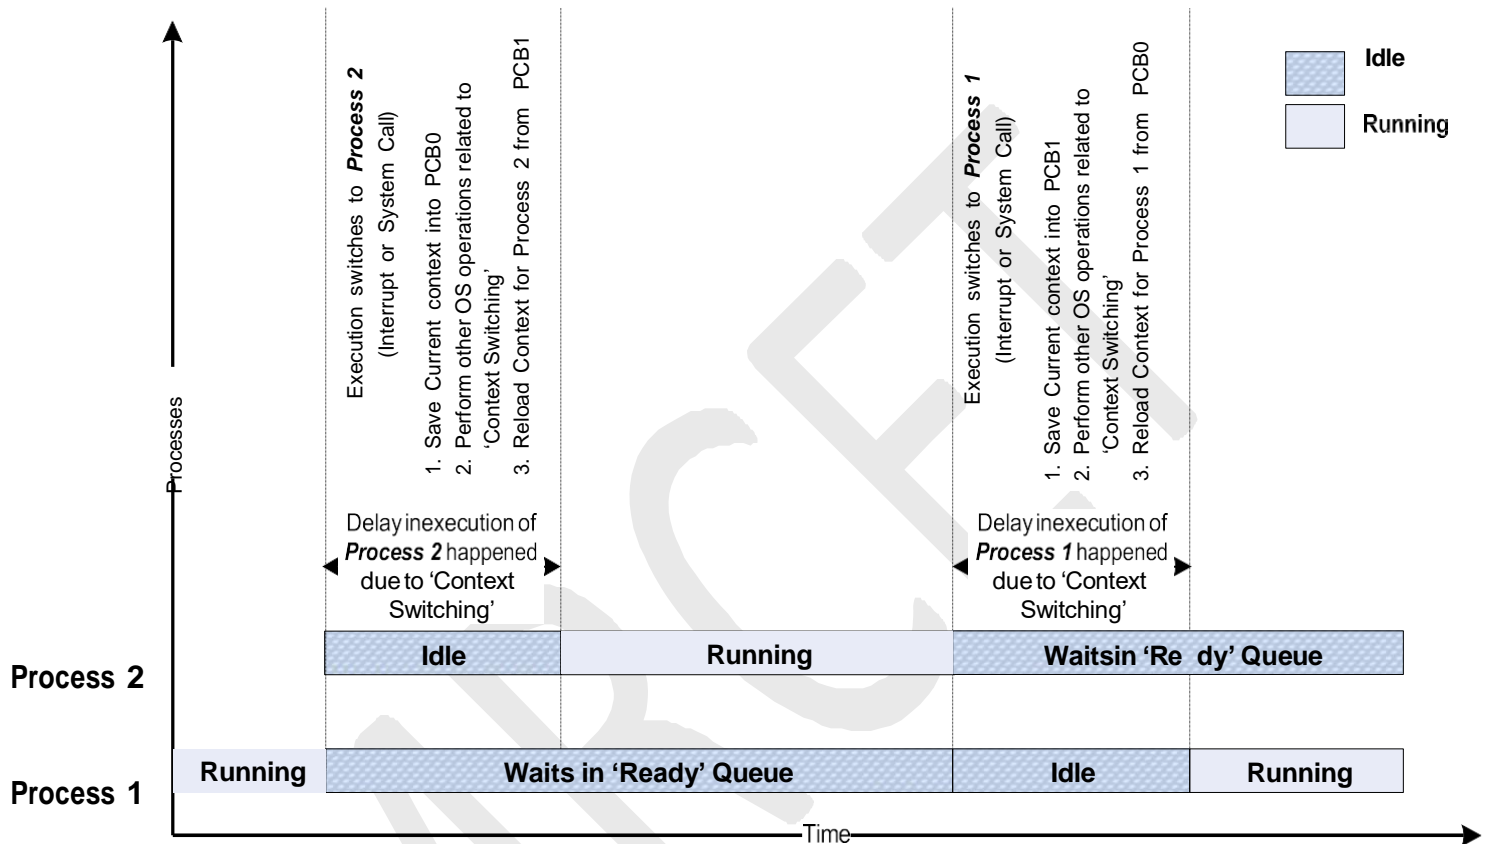 Execution switches to Process 2
(Interrupt or System Call)
1. Save Current context into PCB0
2. Perform other OS operations related to
‘Context Switching’
3. Reload Context for Process 2 from PCB1
Execution switches to Process 1
(Interrupt or System Call)
1. Save Current context into PCB1
2. Perform other OS operations related to
‘Context Switching’
3. Reload Context for Process 1 from PCB0
Idle
Running
Processes
Delay inexecution of
Process 2 happened
due to ‘Context
Switching’
Delay inexecution of
Process 1 happened
due to ‘Context
Switching’
Process 2
Idle
Running
Waitsin ‘Re dy’ Queue
Process 1
Running
Waits in ‘Ready’ Queue
Idle
Running
Time
MRCET